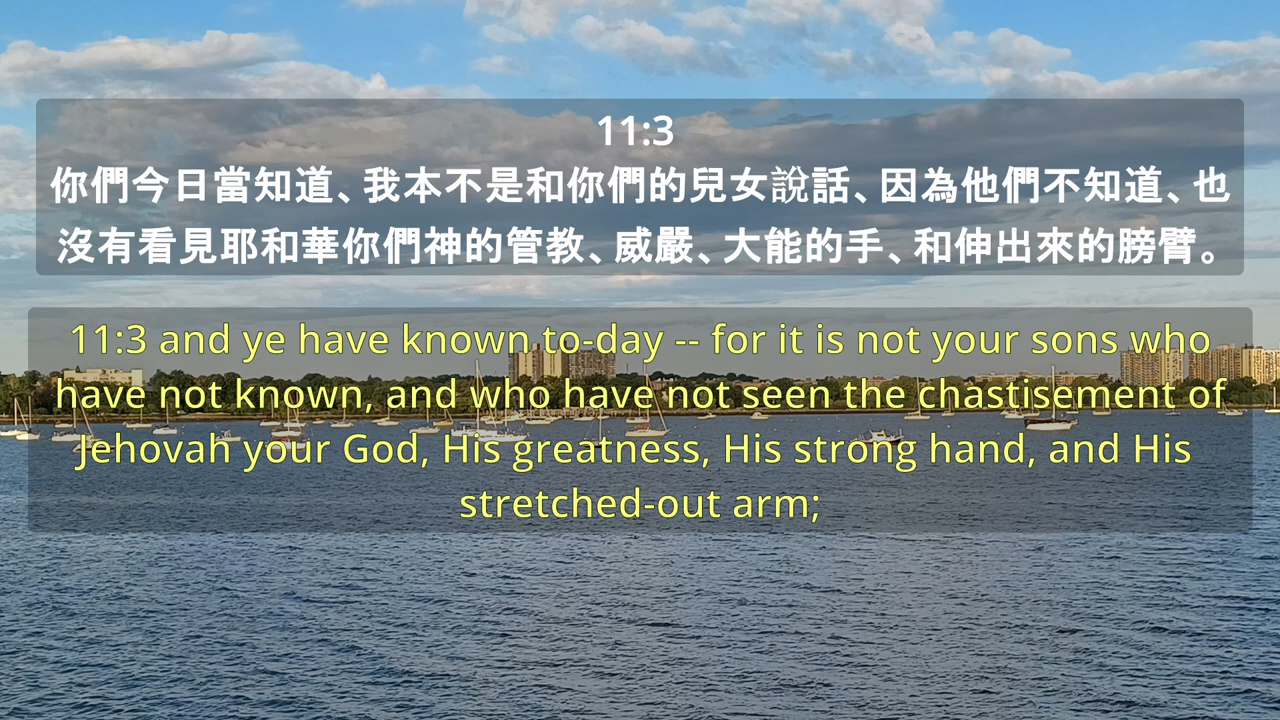 11:3
你們今日當知道、我本不是和你們的兒女說話、因為他們不知道、也
沒有看見耶和華你們神的管教、威嚴、大能的手、和伸出來的膀臂。
11:3 and ye have known to-day -- for it is not your sons who
have not known, and who have not seen the chastisement of
Jehovah your God, His greatness, His strong hand, and His
stretched-out arm;